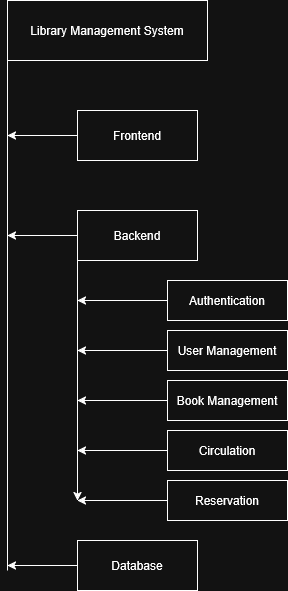 Library Management System
Frontend
Backend
Authentication
User Management
Book Management
Circulation
Reservation
Database